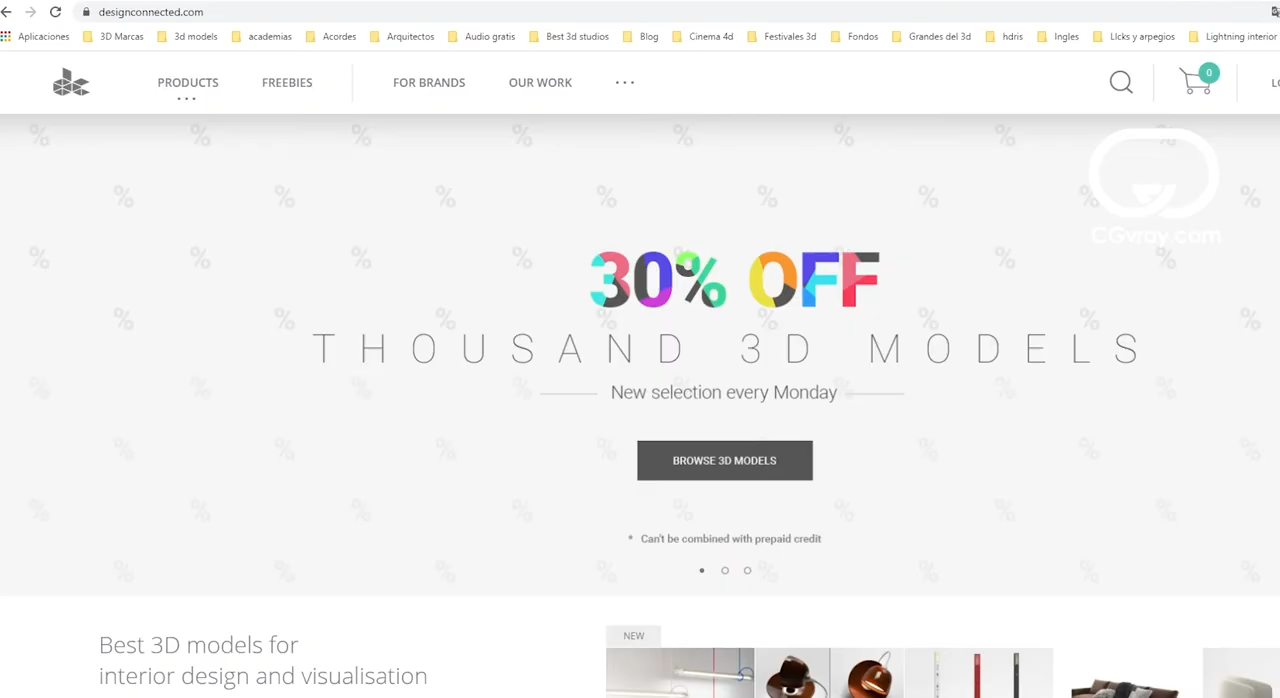 designconnected.com
Aplicaciones 3D Marcas 3d models academias Acordes Arquitectos Audio gratis Best 3d studios Blog Cinema 4d Festivales 3d Fondos Grandes del 3d hdris Ingles LIcks y arpegios Lightning interior
PRODUCTS FREEBIES FOR BRANDS OUR WORK 0
CGvray.com
30% OFF
THOUSAND 3D MODELS
New selection every Monday
BROWSE 3D MODELS
* Can't be combined with prepaid credit
NEW
Best 3D models for
interior design and visualisation